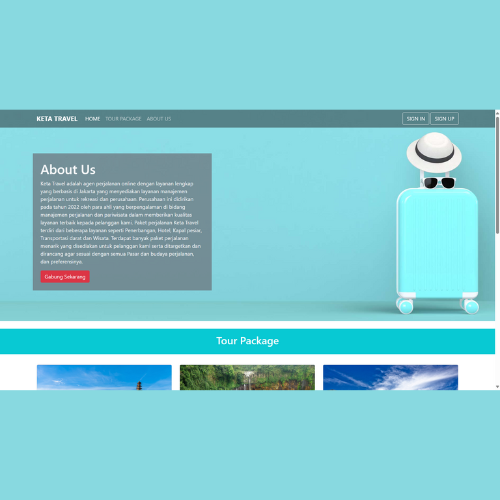 KETA TRAVEL HOME TOUR PACKAGE ABOUT US SIGN IN SIGN UP
About Us
Keta Travel adalah agen perjalanan online dengan layanan lengkap
yang berbasis di Jakarta yang menyediakan layanan manajemen
perjalanan untuk rekreasi dan perusahaan. Perusahaan ini didirikan
pada tahun 2022 oleh para ahli yang berpengalaman di bidang
manajemen perjalanan dan pariwisata dalam memberikan kualitas
layanan terbaik kepada pelanggan kami. Paket perjalanan Keta Travel
terdiri dari beberapa layanan seperti Penerbangan, Hotel, Kapal pesiar,
Transportasi darat dan Wisata. Terdapat banyak paket perjalanan
menarik yang disediakan untuk pelanggan kami serta ditargetkan dan
dirancang agar sesuai dengan semua Pasar dan budaya perjalanan
dan preferensinya.
Gabung Sekarang
Tour Package